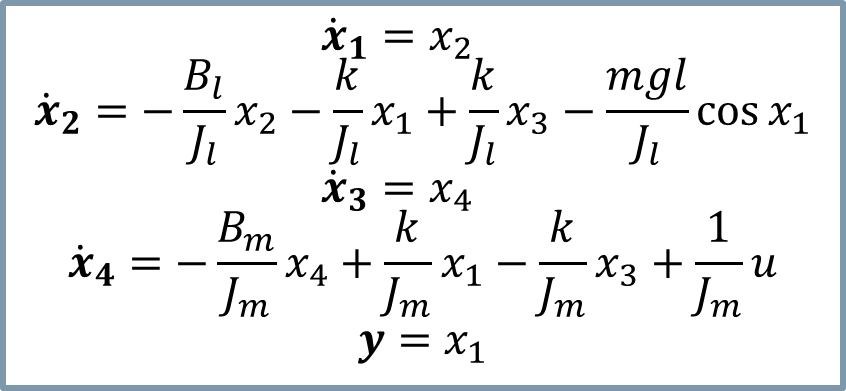 ẋ₁ = x₂
ẋ₂ = −(B_l/J_l)x₂ − (k/J_l)x₁ + (k/J_l)x₃ − (mgl/J_l)cos x₁
ẋ₃ = x₄
ẋ₄ = −(B_m/J_m)x₄ + (k/J_m)x₁ − (k/J_m)x₃ + (1/J_m)u
y = x₁